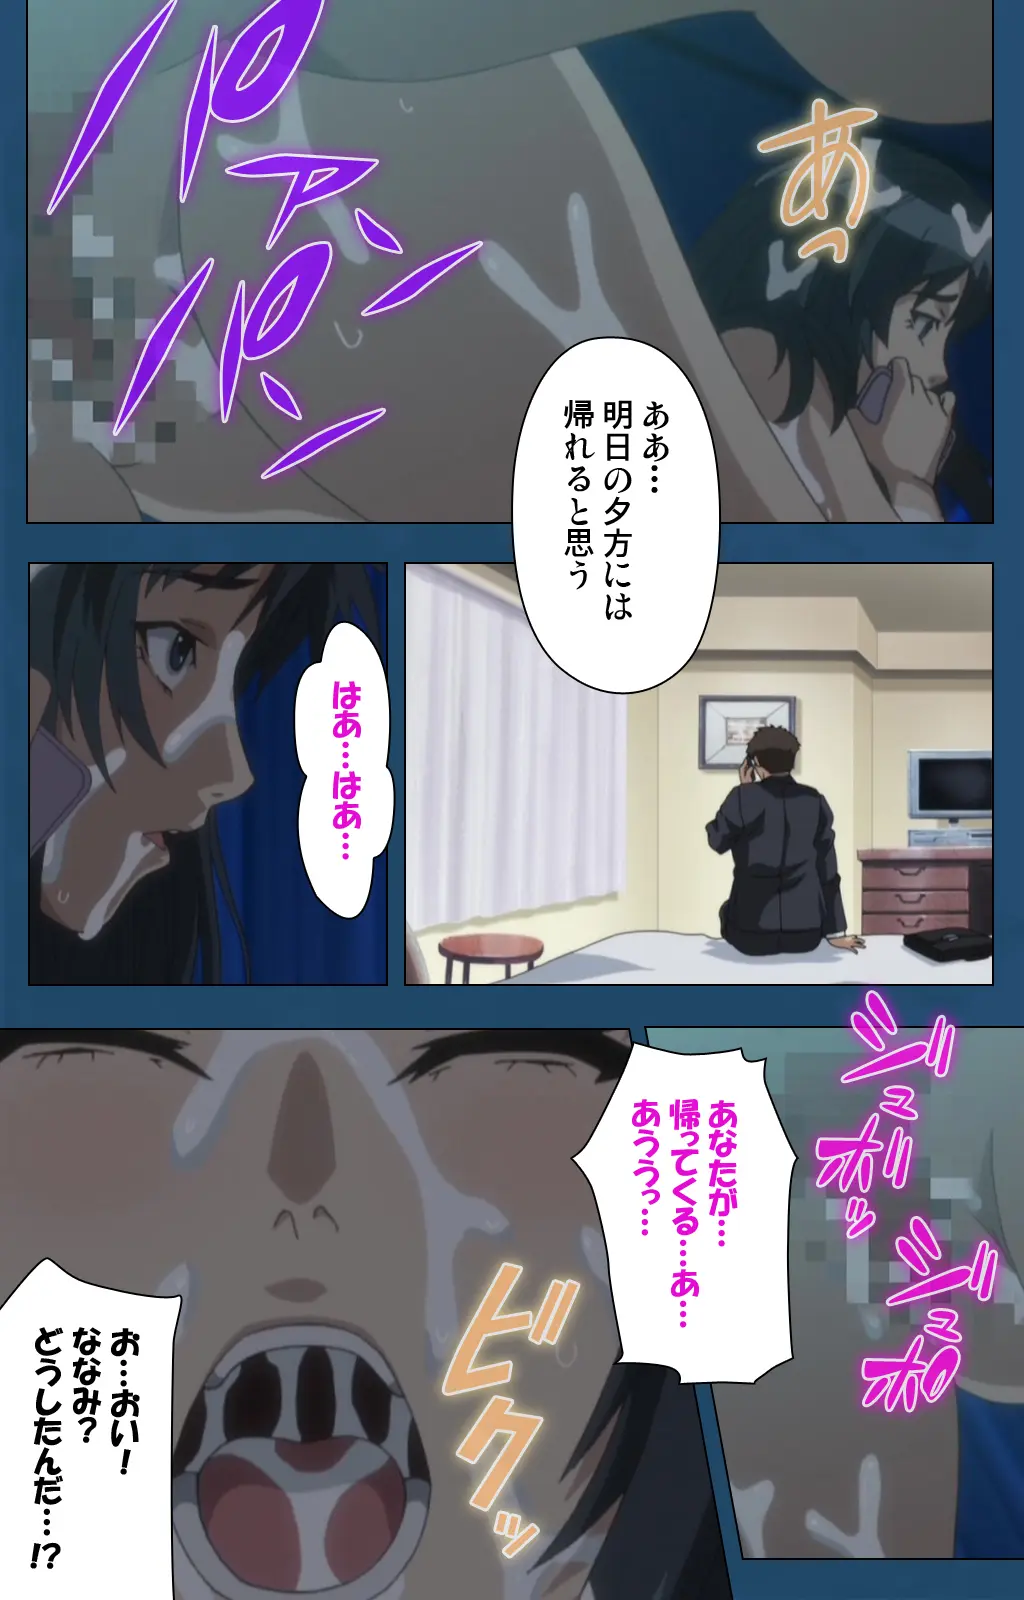 パン
パン
あっ
ああ…
明日の夕方には
帰れると思う
はあ…はあ…
ジュ
ボッ
ジュ
ボ
あなたが…
帰ってくる…あ…
あううっ…
ビクッ
お…おい！
ななみ？
どうしたんだ…!?